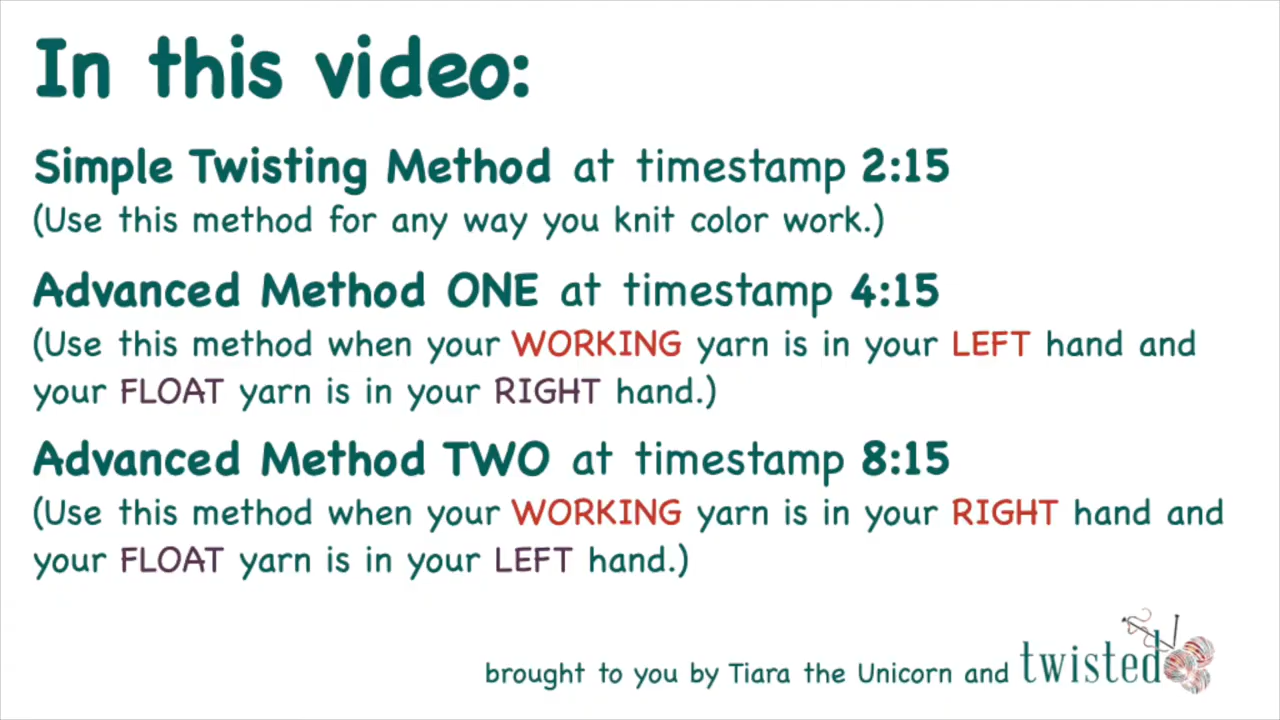 In this video:
Simple Twisting Method at timestamp 2:15
(Use this method for any way you knit color work.)
Advanced Method ONE at timestamp 4:15
(Use this method when your WORKING yarn is in your LEFT hand and
your FLOAT yarn is in your RIGHT hand.)
Advanced Method TWO at timestamp 8:15
(Use this method when your WORKING yarn is in your RIGHT hand and
your FLOAT yarn is in your LEFT hand.)
brought to you by Tiara the Unicorn and twisted